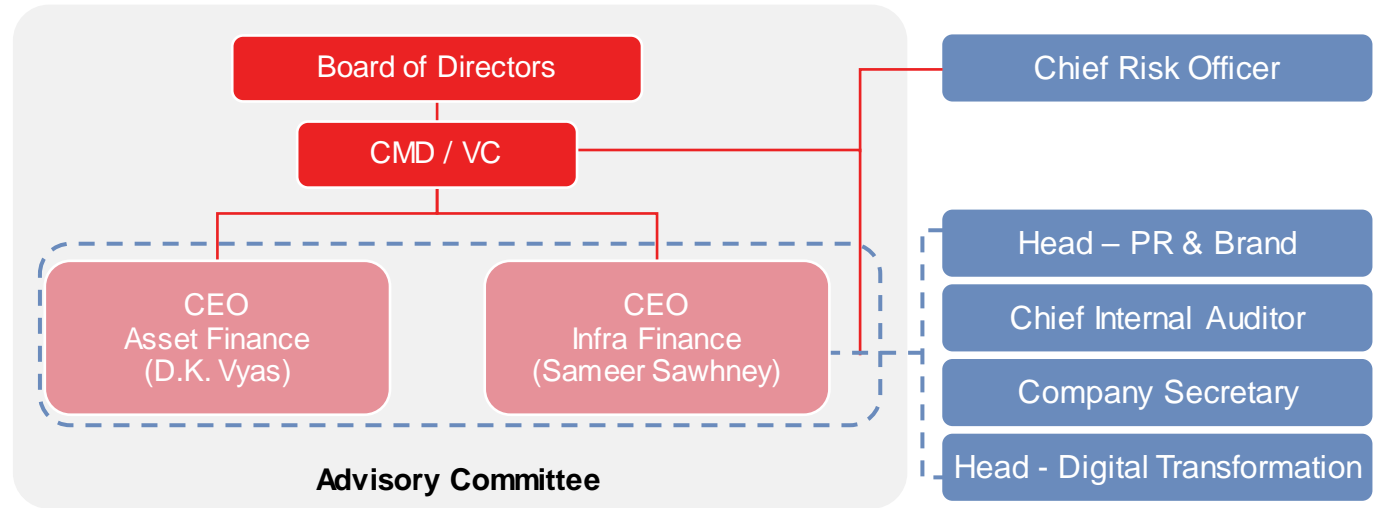 Board of Directors
Chief Risk Officer
CMD / VC
CEO
Asset Finance
(D.K. Vyas)
CEO
Infra Finance
(Sameer Sawhney)
Head – PR & Brand
Chief Internal Auditor
Company Secretary
Head - Digital Transformation
Advisory Committee